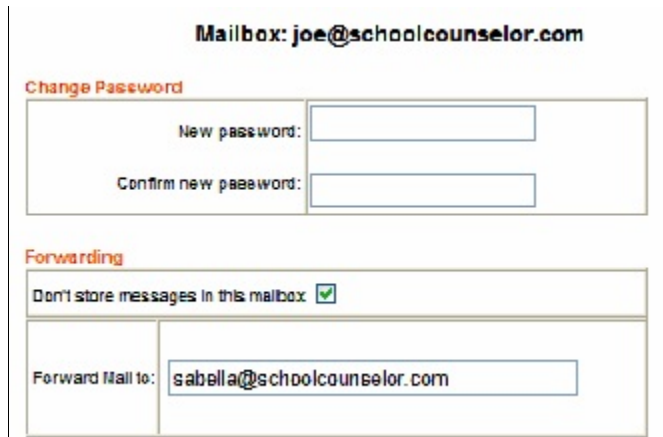 Mailbox: joe@schoolcounselor.com
Change Password
New password:
Confirm new password:
Forwarding
Don't store messages in this mailbox
Forward Mail to: sabella@schoolcounselor.com